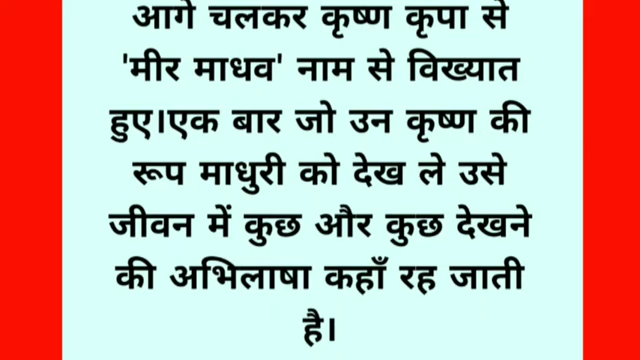 आगे चलकर कृष्ण कृपा से
'मीर माधव' नाम से विख्यात
हुए।एक बार जो उन कृष्ण की
रूप माधुरी को देख ले उसे
जीवन में कुछ और कुछ देखने
की अभिलाषा कहाँ रह जाती
है।